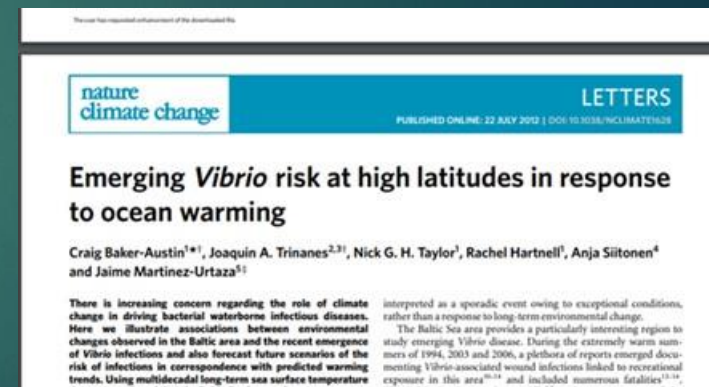 The user has requested enhancement of the downloaded file.
nature
climate change
LETTERS
PUBLISHED ONLINE: 22 JULY 2012 | DOI: 10.1038/NCLIMATE1628
Emerging Vibrio risk at high latitudes in response
to ocean warming
Craig Baker-Austin¹*†, Joaquin A. Trinanes²,³†, Nick G. H. Taylor¹, Rachel Hartnell¹, Anja Siitonen⁴
and Jaime Martinez-Urtaza⁵‡
There is increasing concern regarding the role of climate
change in driving bacterial waterborne infectious diseases.
Here we illustrate associations between environmental
changes observed in the Baltic area and the recent emergence
of Vibrio infections and also forecast future scenarios of the
risk of infections in correspondence with predicted warming
trends. Using multidecadal long-term sea surface temperature
interpreted as a sporadic event owing to exceptional conditions,
rather than a response to long-term environmental change.
The Baltic Sea area provides a particularly interesting region to
study emerging Vibrio disease. During the extremely warm sum-
mers of 1994, 2003 and 2006, a plethora of reports emerged docu-
menting Vibrio-associated wound infections linked to recreational
exposure in this area and included numerous fatalities